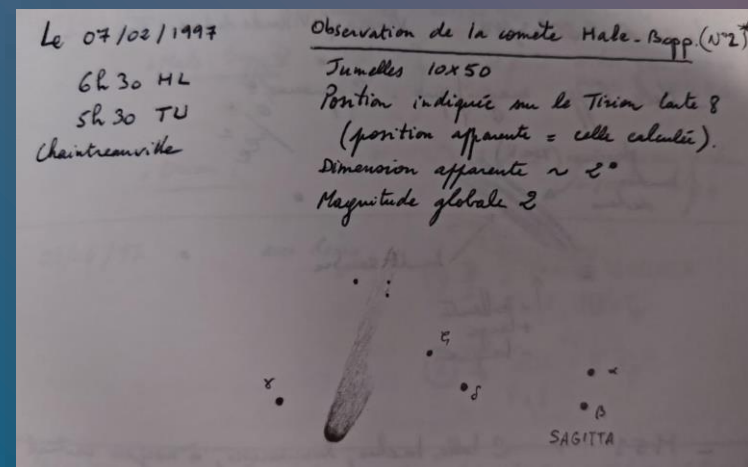 Le 07/02/1997
6h30 HL
5h30 TU
Chaintreauville
Observation de la comète Hale-Bopp. (N°2)*
Jumelles 10x50
Position indiquée sur le Tirion Carte 8
(position apparente = celle calculée).
Dimension apparente ~ 2°
Magnitude globale 2
ζ
γ
δ
α
β
SAGITTA